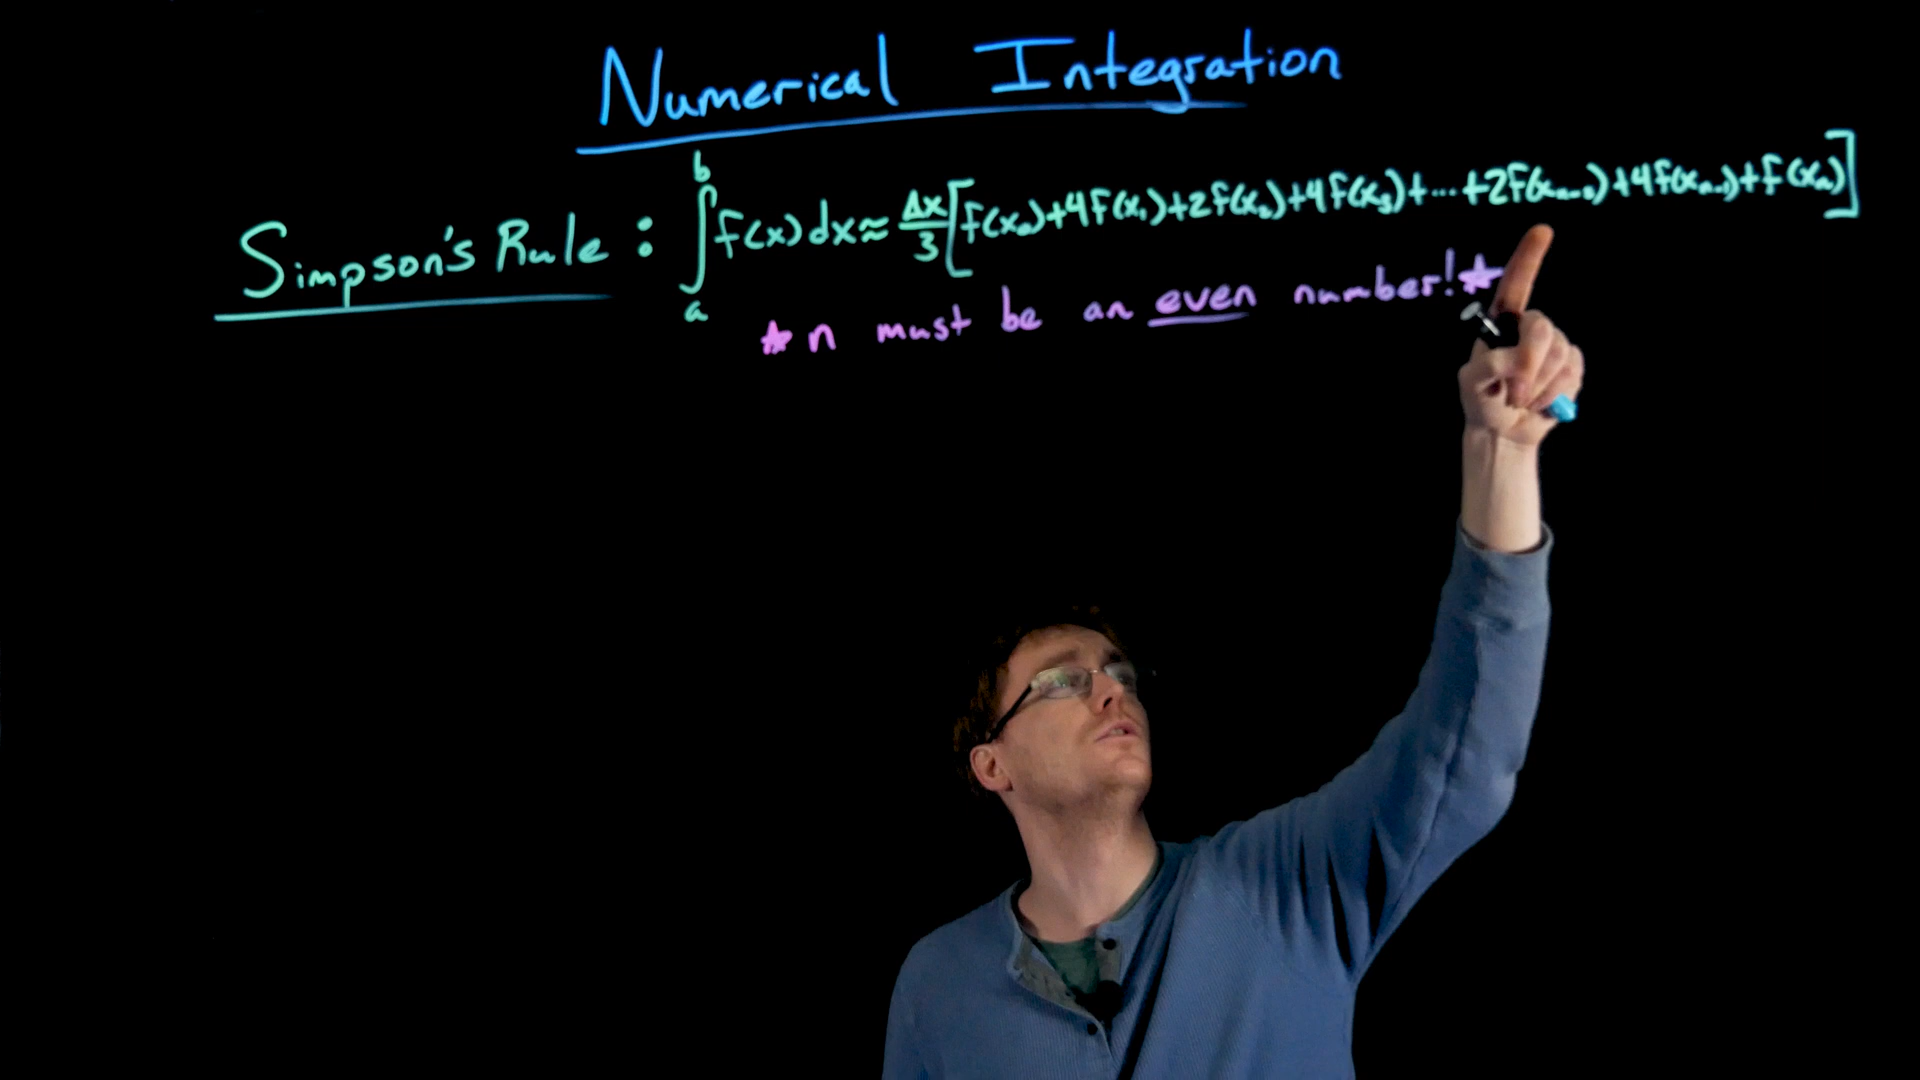 Numerical Integration
Simpson's Rule : ∫_a^b f(x) dx ≈ Δx/3 [f(x₀)+4f(x₁)+2f(x₂)+4f(x₃)+...+2f(xₙ₋₂)+4f(xₙ₋₁)+f(xₙ)]
★ n must be an even number! ★